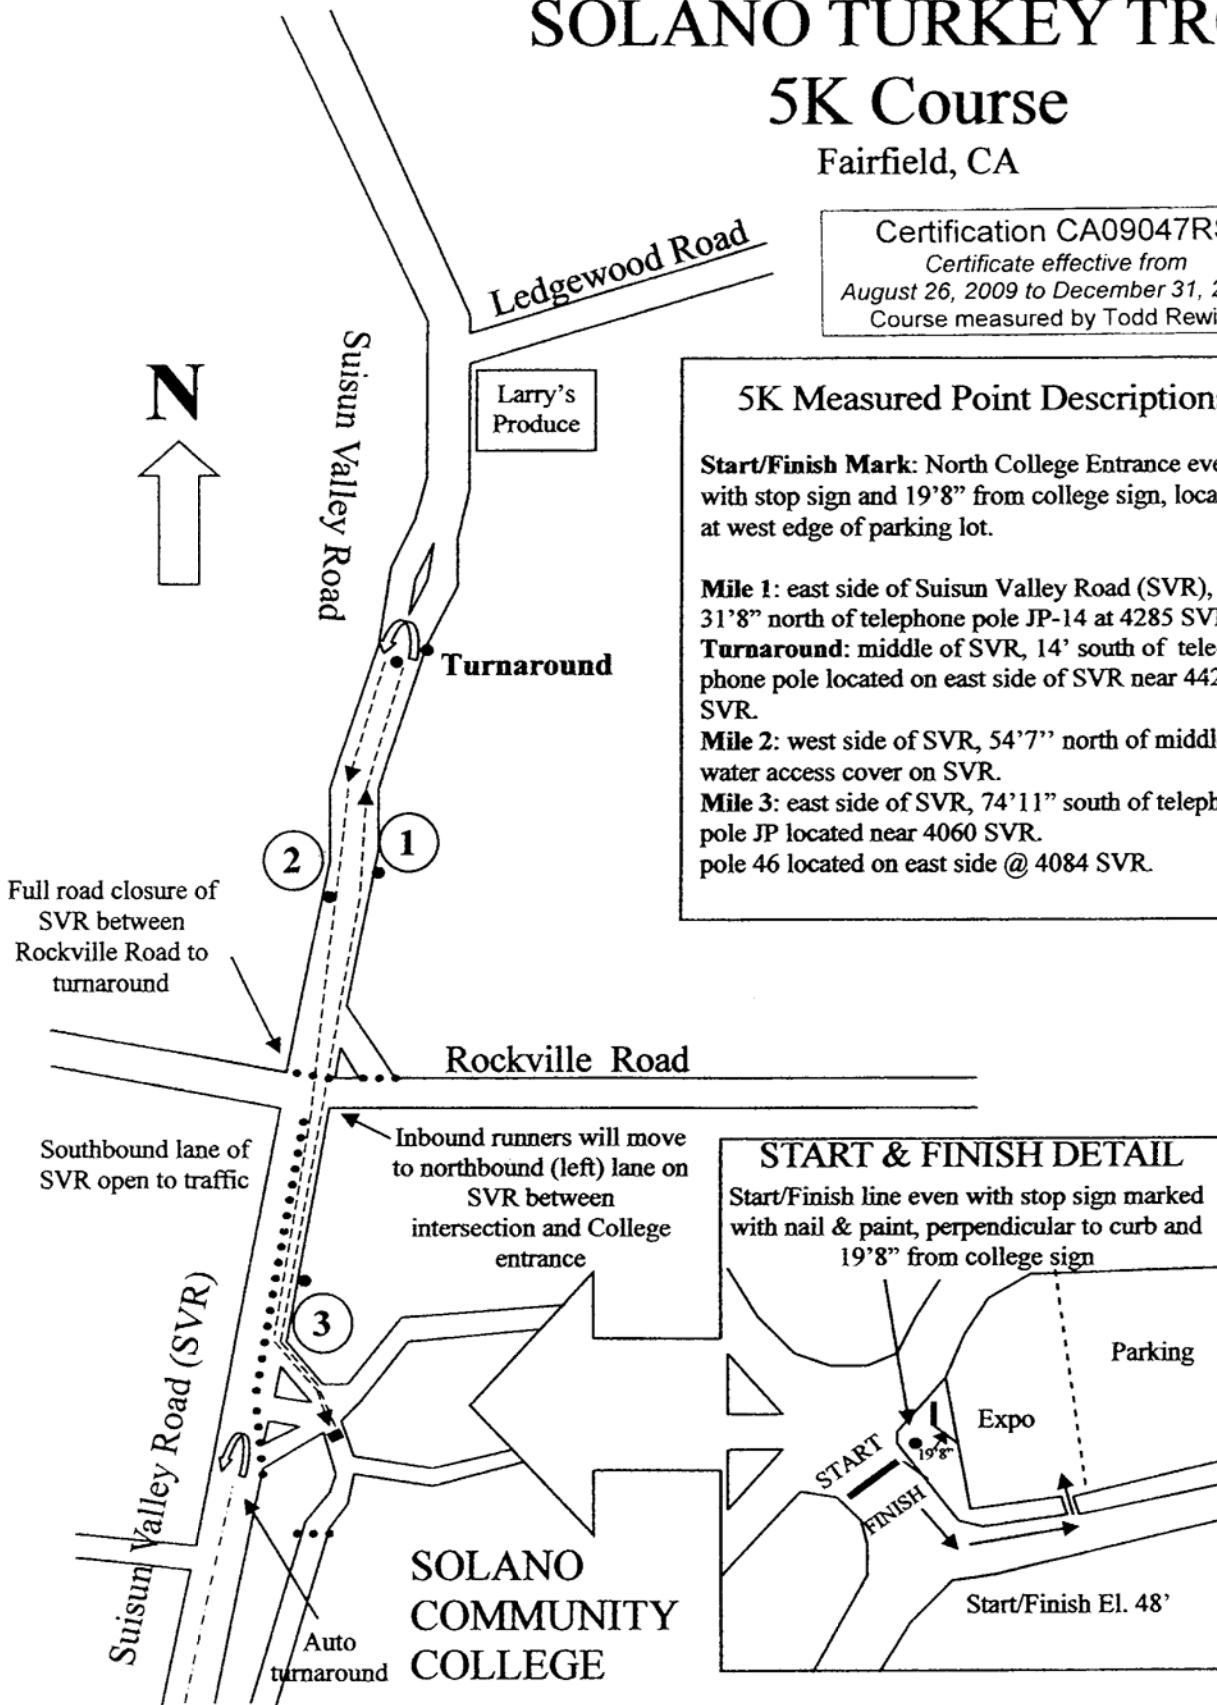 SOLANO TURKEY TRO
5K Course
Fairfield, CA
Certification CA09047R
Certificate effective from
August 26, 2009 to December 31, 2
Course measured by Todd Rewi
Ledgewood Road
Suisun Valley Road
N
Larry's
Produce
5K Measured Point Description
Start/Finish Mark: North College Entrance eve
with stop sign and 19'8" from college sign, loca
at west edge of parking lot.
Mile 1: east side of Suisun Valley Road (SVR),
31'8" north of telephone pole JP-14 at 4285 SV
Turnaround: middle of SVR, 14' south of tele
phone pole located on east side of SVR near 442
SVR.
Mile 2: west side of SVR, 54'7'' north of middl
water access cover on SVR.
Mile 3: east side of SVR, 74'11" south of teleph
pole JP located near 4060 SVR.
pole 46 located on east side @ 4084 SVR.
Turnaround
1
2
Full road closure of
SVR between
Rockville Road to
turnaround
Rockville Road
Southbound lane of
SVR open to traffic
Inbound runners will move
to northbound (left) lane on
SVR between
intersection and College
entrance
3
Suisun Valley Road (SVR)
START & FINISH DETAIL
Start/Finish line even with stop sign marked
with nail & paint, perpendicular to curb and
19'8" from college sign
Parking
Expo
19'8"
START
FINISH
Start/Finish El. 48'
SOLANO
COMMUNITY
COLLEGE
Auto
turnaround